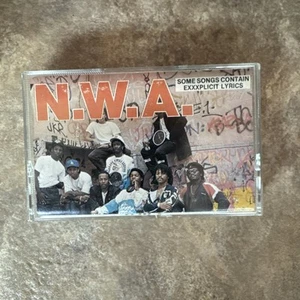 N.W.A.
SOME SONGS CONTAIN
EXXXPLICIT LYRICS